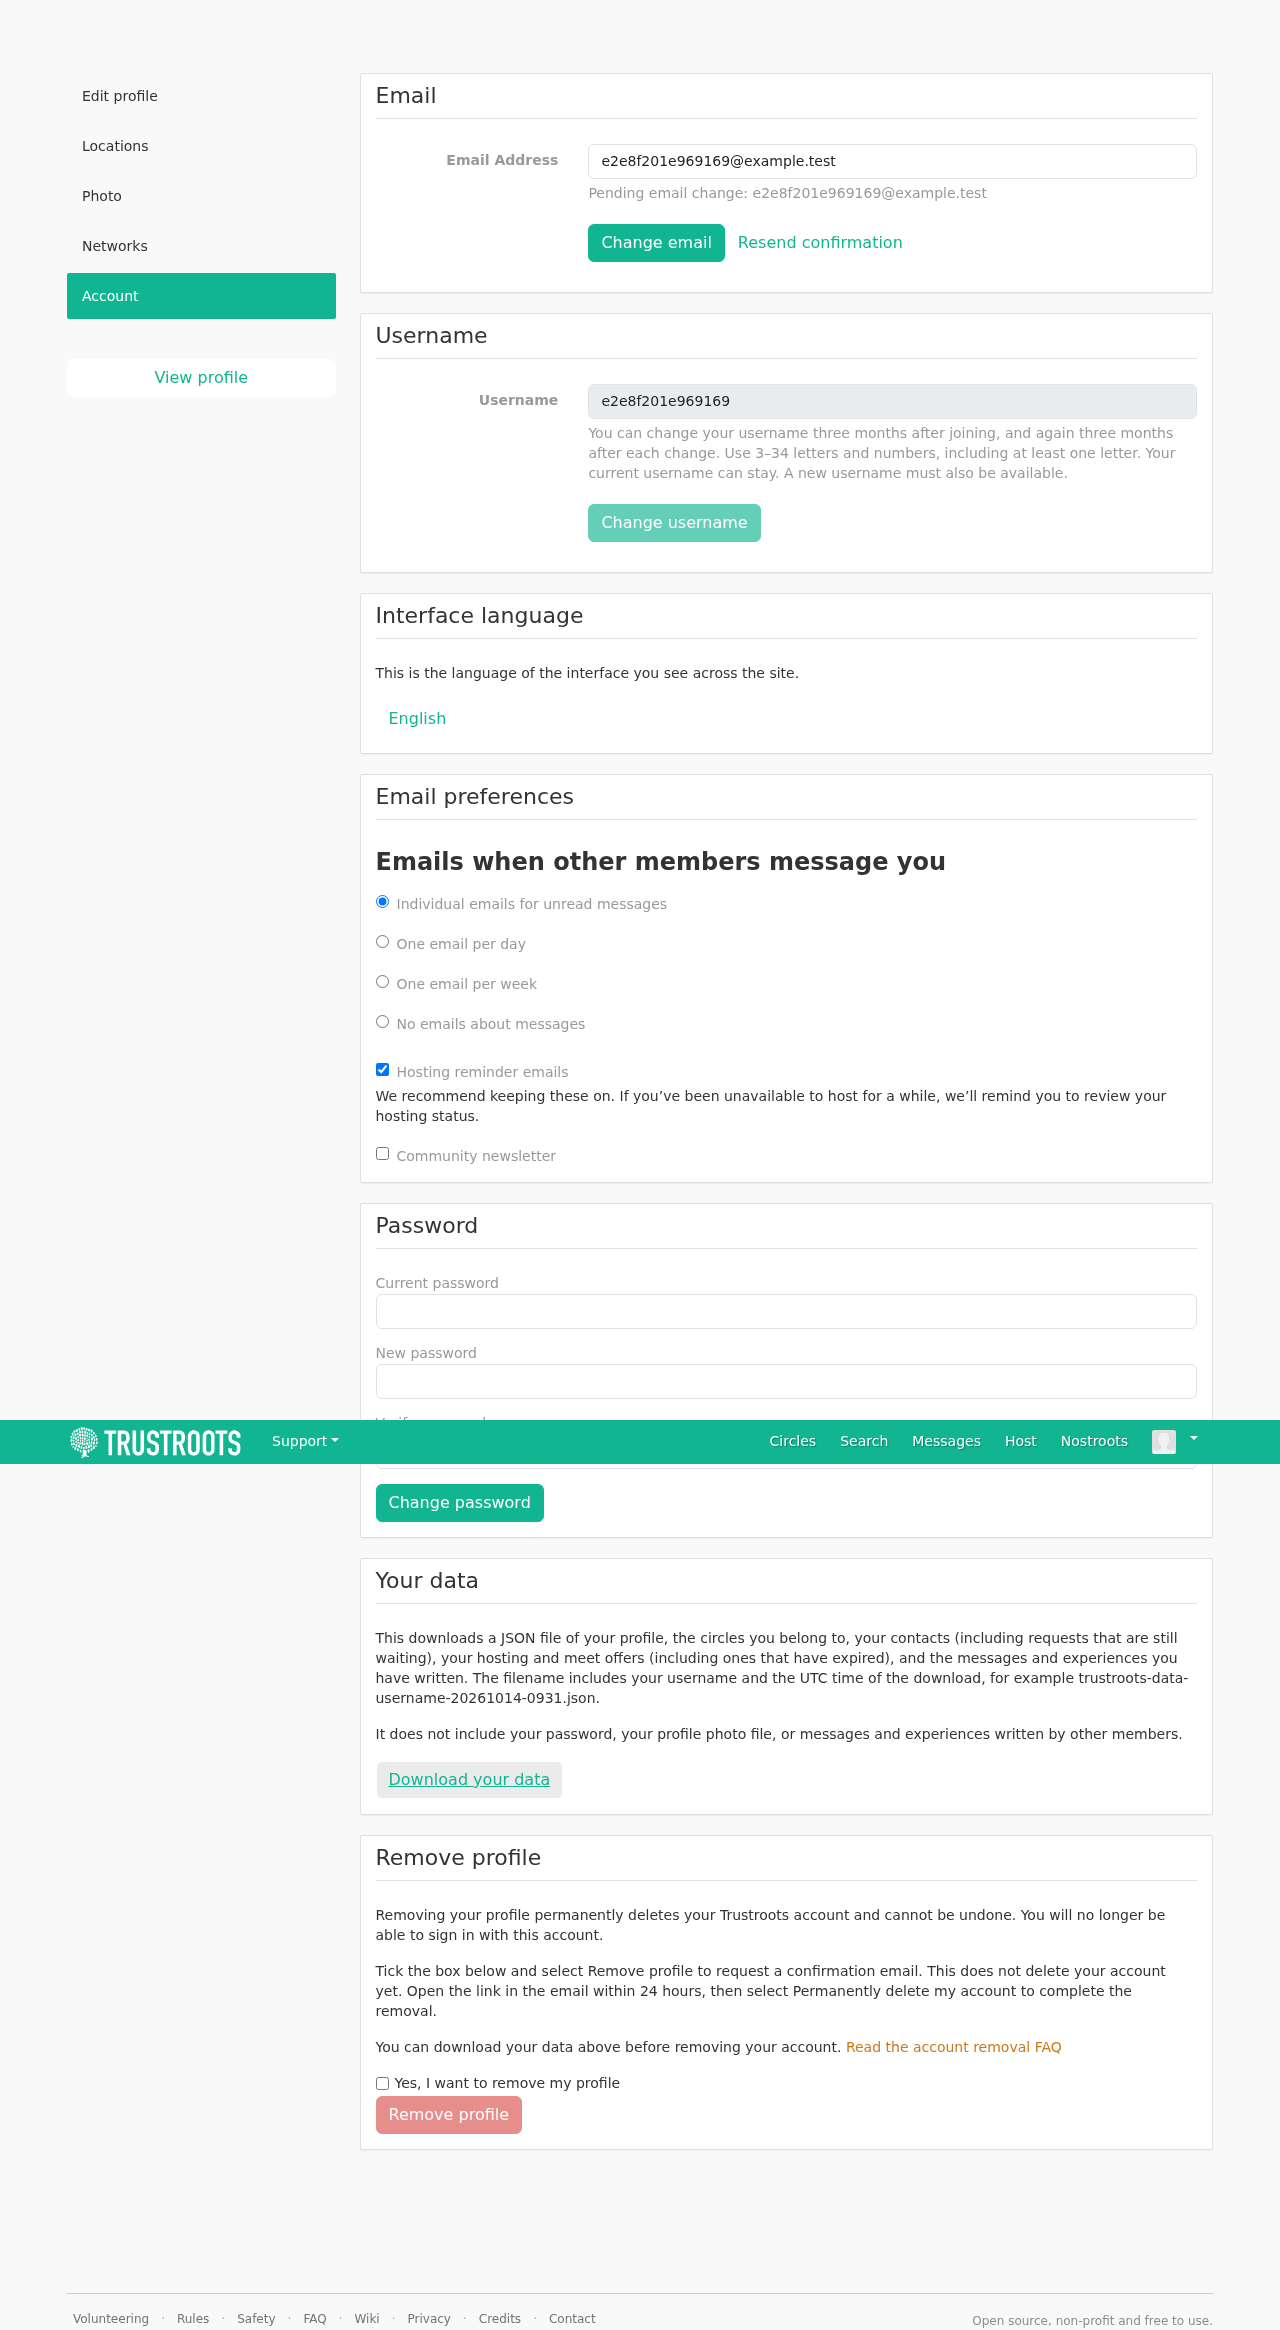 Edit profile
Locations
Photo
Networks
Account
View profile
Email
Email Address
e2e8f201e969169@example.test
Pending email change: e2e8f201e969169@example.test
Change email
Resend confirmation
Username
Username
e2e8f201e969169
You can change your username three months after joining, and again three months
after each change. Use 3–34 letters and numbers, including at least one letter. Your
current username can stay. A new username must also be available.
Change username
Interface language
This is the language of the interface you see across the site.
English
Email preferences
Emails when other members message you
Individual emails for unread messages
One email per day
One email per week
No emails about messages
Hosting reminder emails
We recommend keeping these on. If you’ve been unavailable to host for a while, we’ll remind you to review your
hosting status.
Community newsletter
Password
Current password
New password
TRUSTROOTS
Support
Circles
Search
Messages
Host
Nostroots
Change password
Your data
This downloads a JSON file of your profile, the circles you belong to, your contacts (including requests that are still
waiting), your hosting and meet offers (including ones that have expired), and the messages and experiences you
have written. The filename includes your username and the UTC time of the download, for example trustroots-data-
username-20261014-0931.json.
It does not include your password, your profile photo file, or messages and experiences written by other members.
Download your data
Remove profile
Removing your profile permanently deletes your Trustroots account and cannot be undone. You will no longer be
able to sign in with this account.
Tick the box below and select Remove profile to request a confirmation email. This does not delete your account
yet. Open the link in the email within 24 hours, then select Permanently delete my account to complete the
removal.
You can download your data above before removing your account. Read the account removal FAQ
Yes, I want to remove my profile
Remove profile
Volunteering · Rules · Safety · FAQ · Wiki · Privacy · Credits · Contact
Open source, non-profit and free to use.